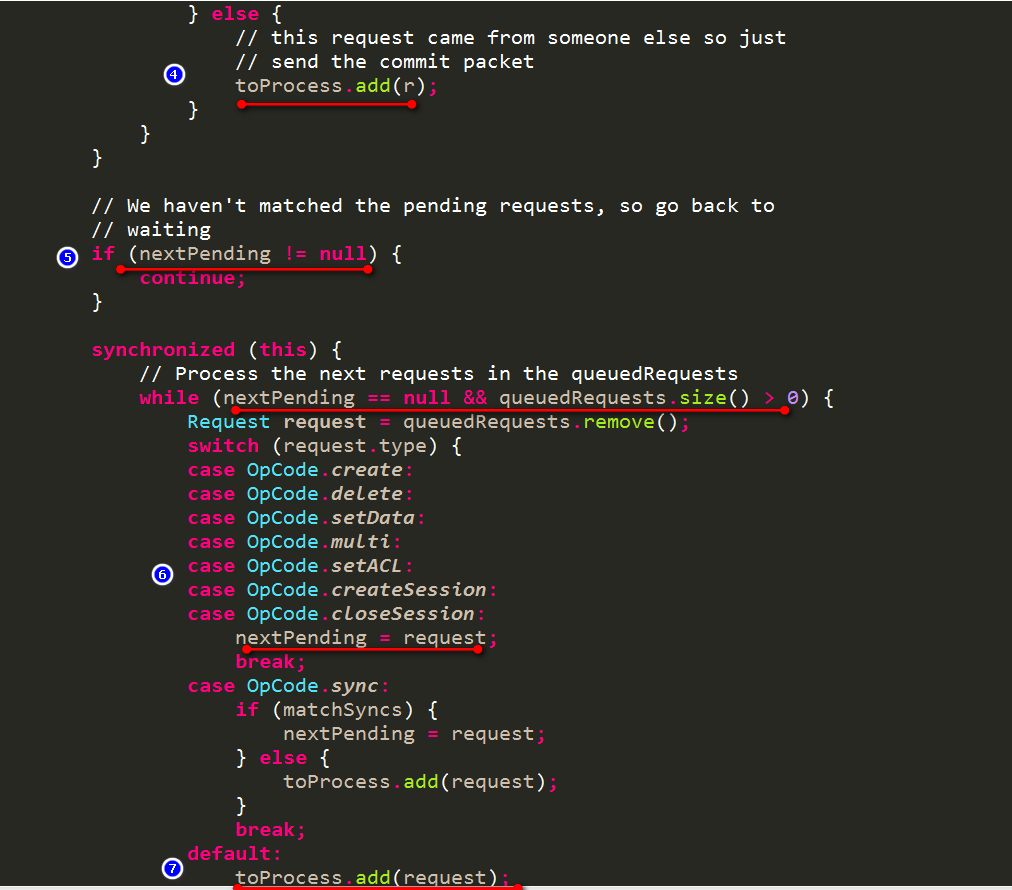 } else {
// this request came from someone else so just
// send the commit packet
4
toProcess.add(r);
}
}
}
// We haven't matched the pending requests, so go back to
// waiting
5
if (nextPending != null) {
continue;
}
synchronized (this) {
// Process the next requests in the queuedRequests
while (nextPending == null && queuedRequests.size() > 0) {
Request request = queuedRequests.remove();
switch (request.type) {
case OpCode.create:
case OpCode.delete:
case OpCode.setData:
case OpCode.multi:
6
case OpCode.setACL:
case OpCode.createSession:
case OpCode.closeSession:
nextPending = request;
break;
case OpCode.sync:
if (matchSyncs) {
nextPending = request;
} else {
toProcess.add(request);
}
break;
default:
7
toProcess.add(request);